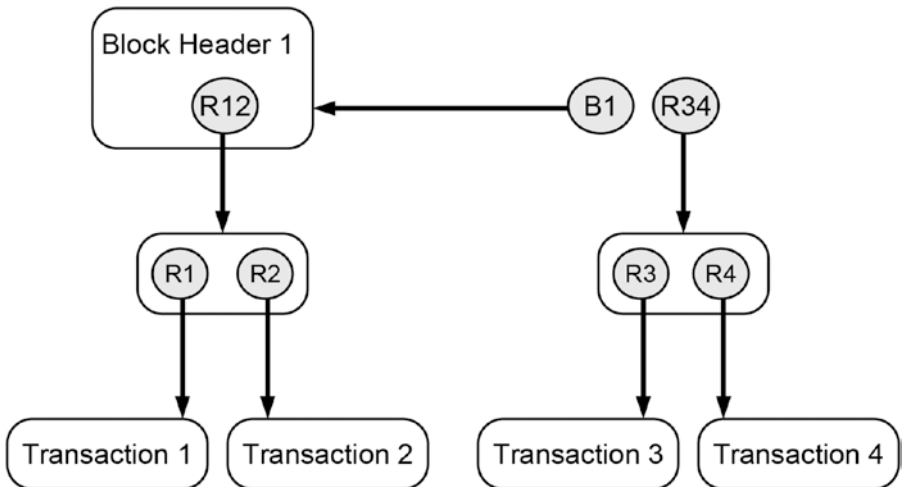 Block Header 1
R12
B1
R34
R1
R2
R3
R4
Transaction 1
Transaction 2
Transaction 3
Transaction 4